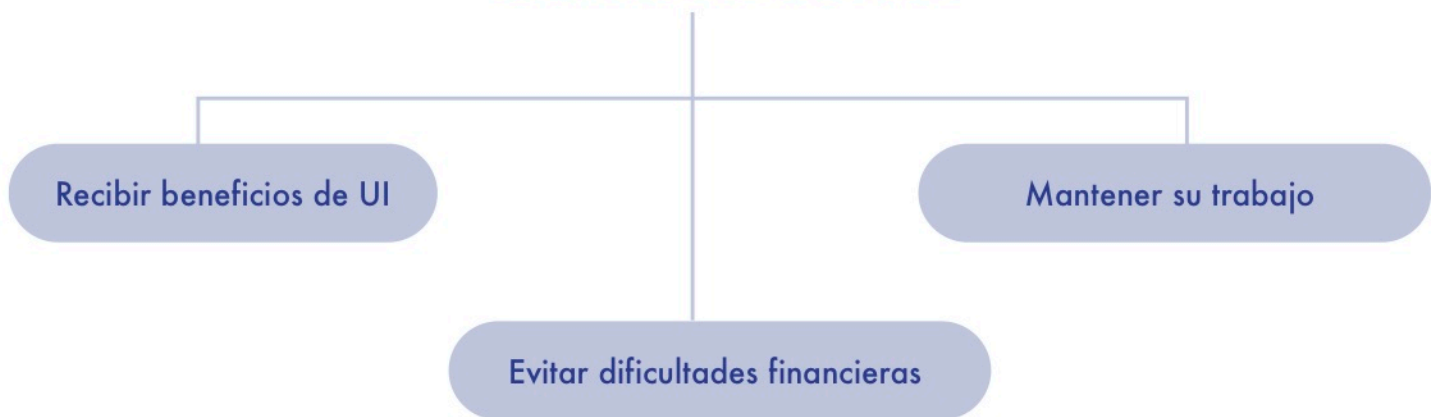 Recibir beneficios de UI
Mantener su trabajo
Evitar dificultades financieras